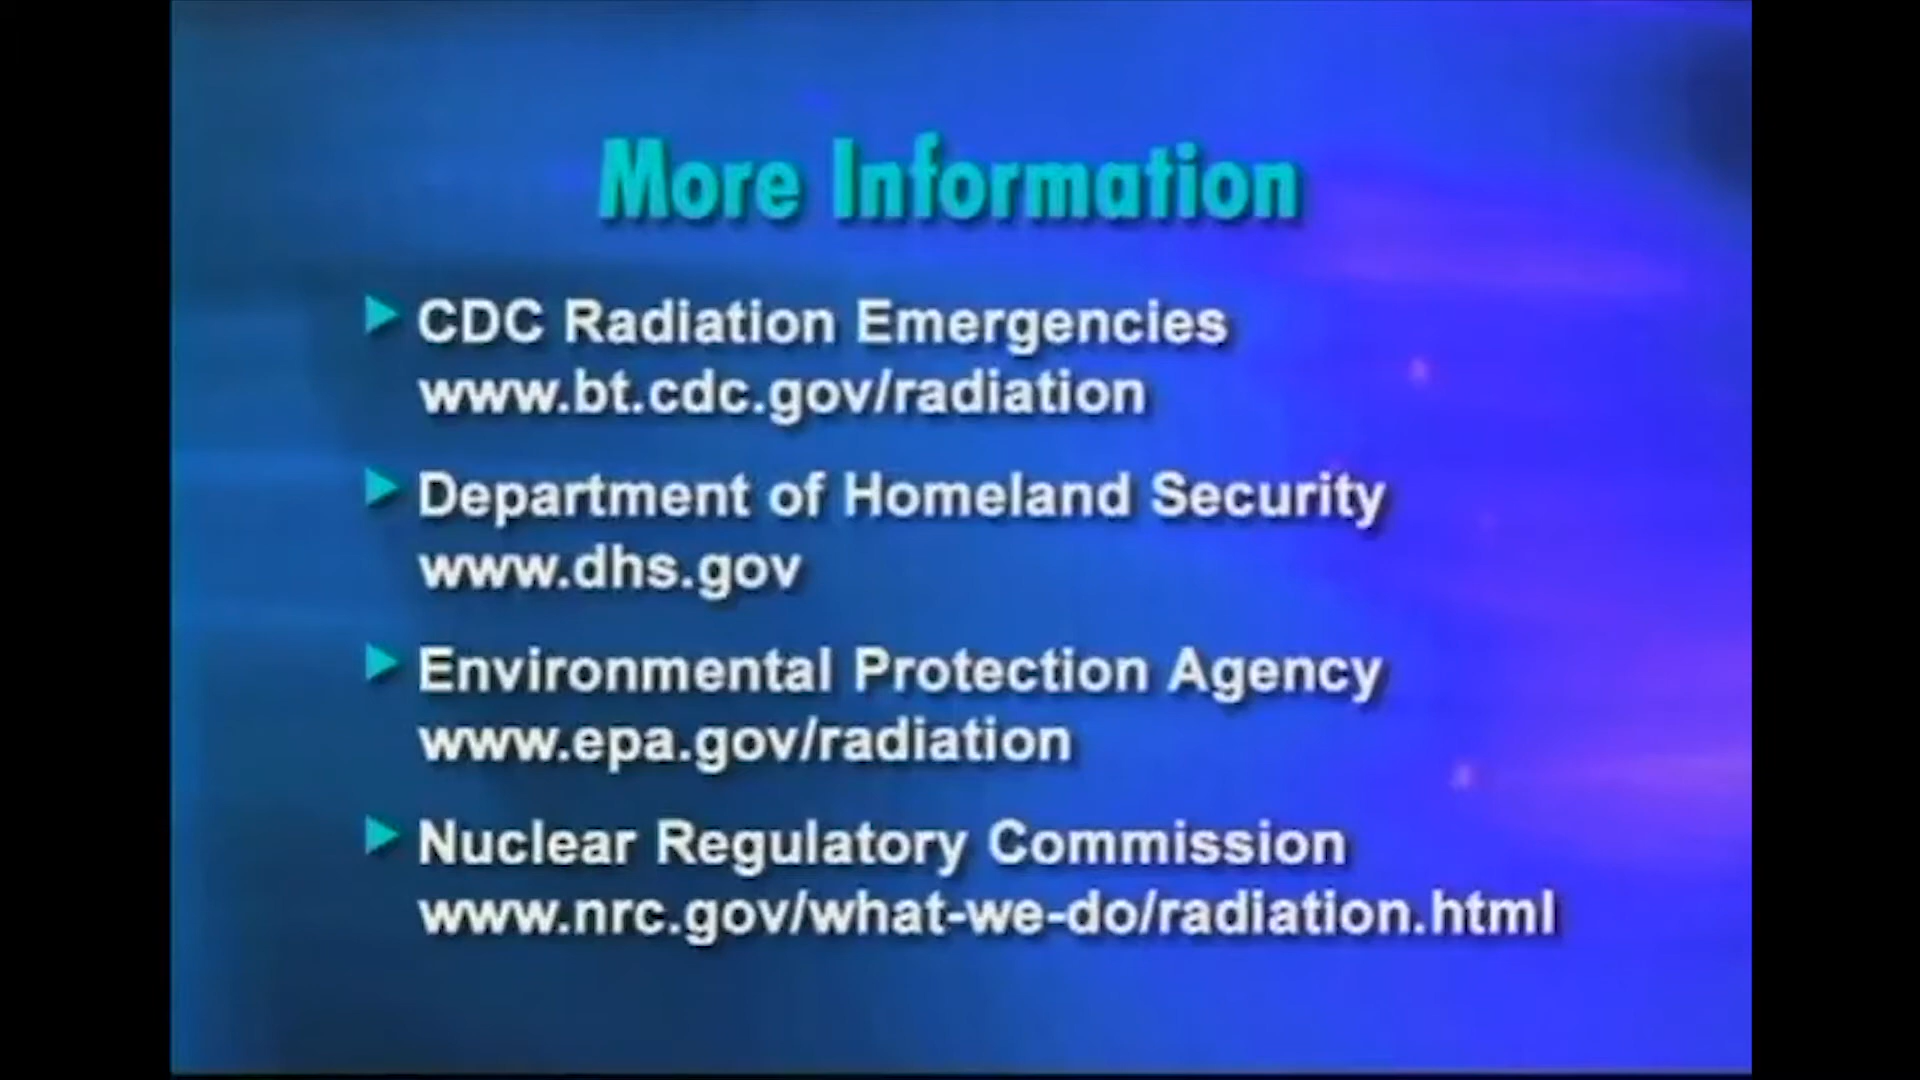 More Information
CDC Radiation Emergencies
www.bt.cdc.gov/radiation
Department of Homeland Security
www.dhs.gov
Environmental Protection Agency
www.epa.gov/radiation
Nuclear Regulatory Commission
www.nrc.gov/what-we-do/radiation.html